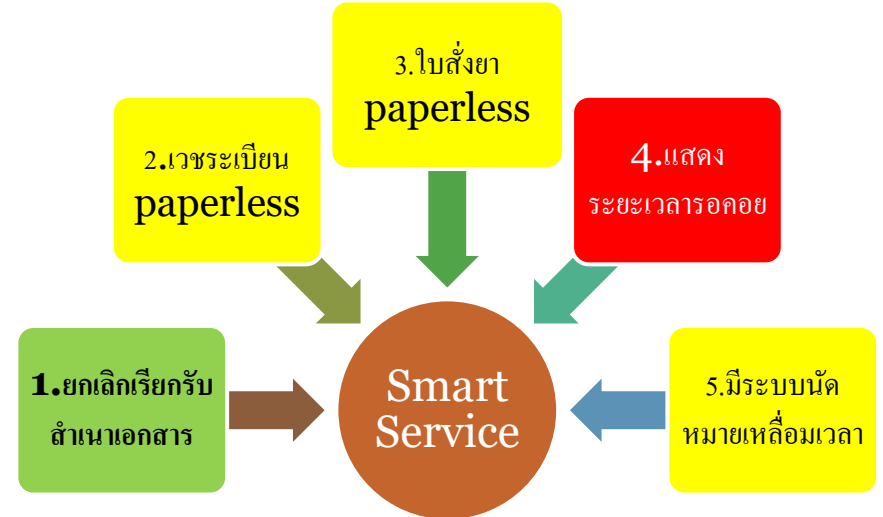 1.ยกเลิกเรียกรับ
สำเนาเอกสาร
2.เวชระเบียน
paperless
3.ใบสั่งยา
paperless
4.แสดง
ระยะเวลารอคอย
5.มีระบบนัด
หมายเหลื่อมเวลา
Smart
Service